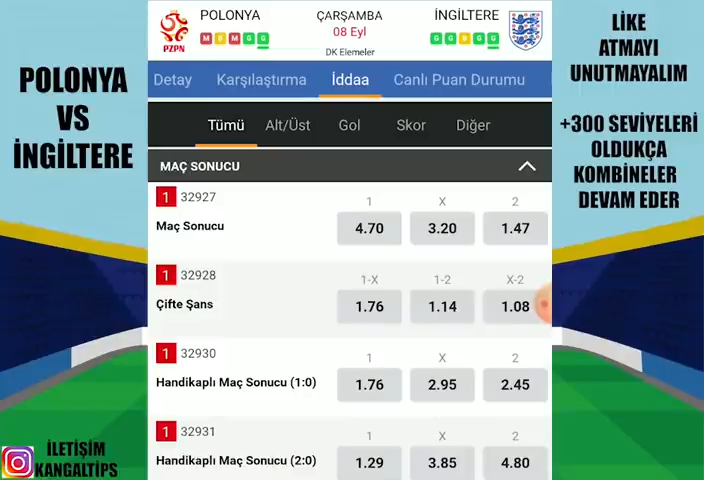 POLONYA
VS
İNGİLTERE
PZPN
POLONYA
M B M G G
ÇARŞAMBA
08 Eyl
DK Elemeler
İNGİLTERE
G G B G G
Detay Karşılaştırma İddaa Canlı Puan Durumu
Tümü Alt/Üst Gol Skor Diğer
MAÇ SONUCU
1 32927
Maç Sonucu
1 X 2
4.70 3.20 1.47
1 32928
Çifte Şans
1-X 1-2 X-2
1.76 1.14 1.08
1 32930
Handikaplı Maç Sonucu (1:0)
1 X 2
1.76 2.95 2.45
1 32931
Handikaplı Maç Sonucu (2:0)
1 X 2
1.29 3.85 4.80
LİKE
ATMAYI
UNUTMAYALIM
+300 SEVİYELERİ
OLDUKÇA
KOMBİNELER
DEVAM EDER
İLETİŞİM
KANGALTİPS